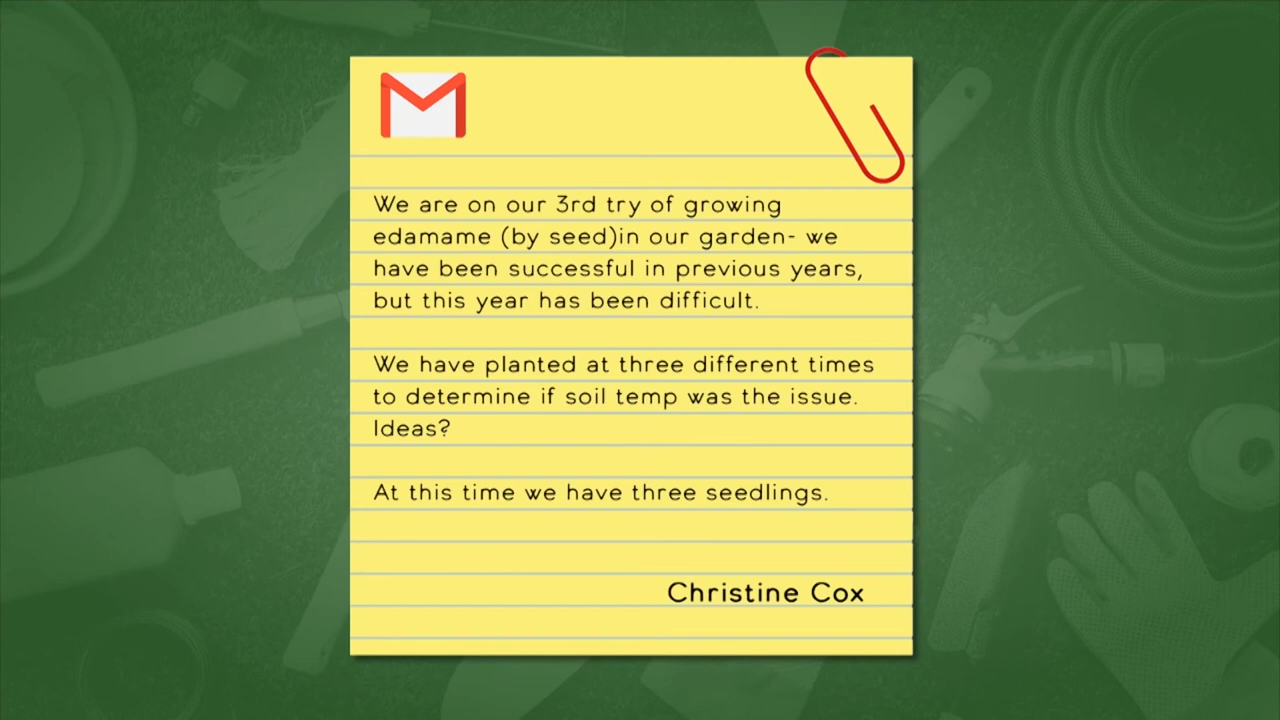 We are on our 3rd try of growing
edamame (by seed)in our garden- we
have been successful in previous years,
but this year has been difficult.
We have planted at three different times
to determine if soil temp was the issue.
Ideas?
At this time we have three seedlings.
Christine Cox